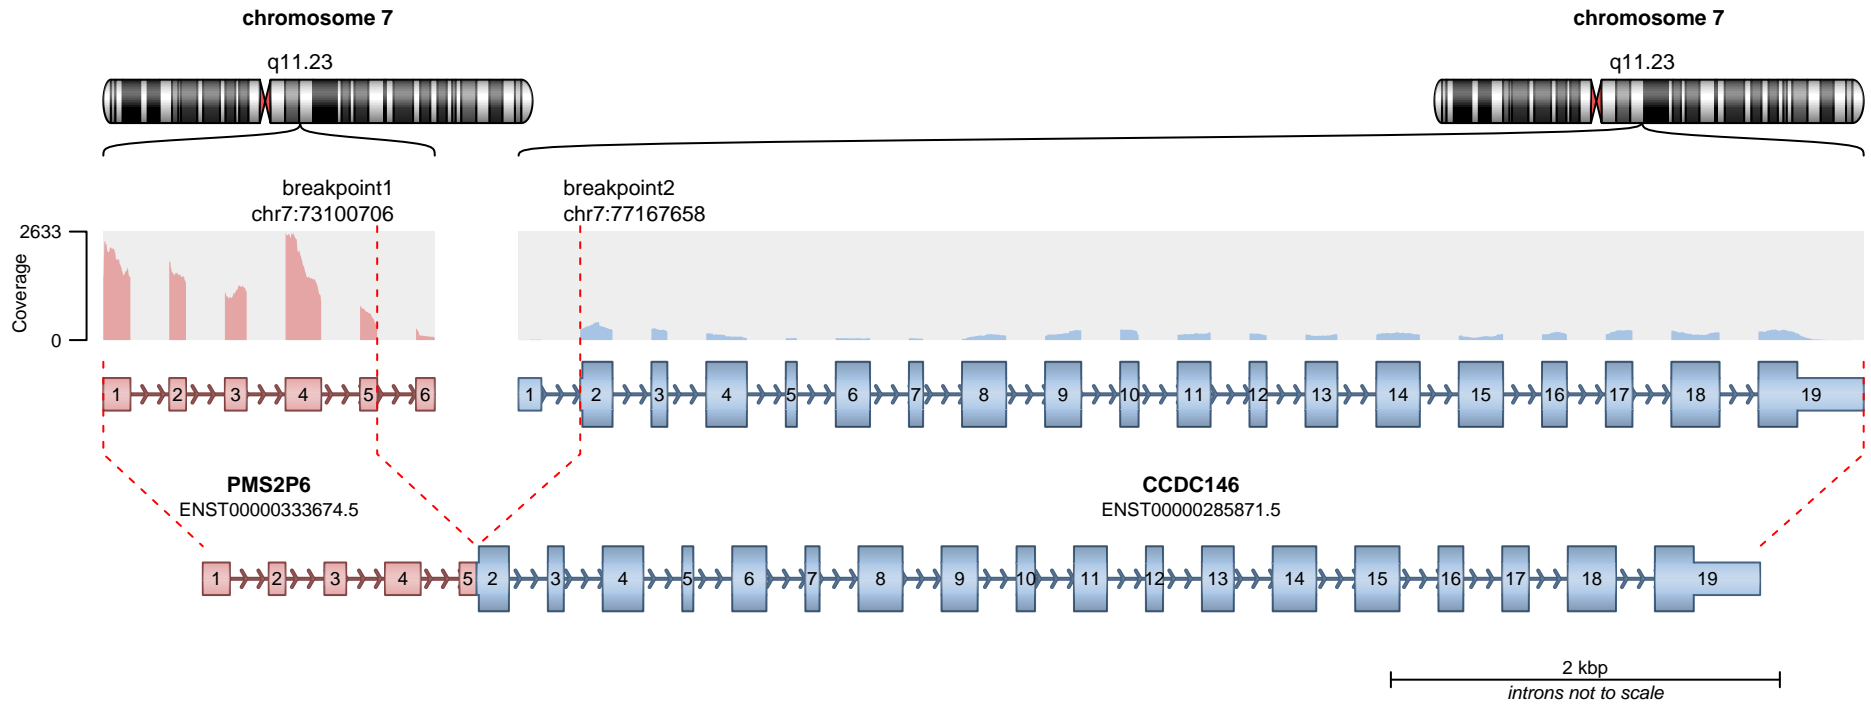 chromosome 7
chromosome 7
q11.23
q11.23
breakpoint1
chr7:73100706
breakpoint2
chr7:77167658
2633
Coverage
0
1 2 3 4 5 6
1 2 3 4 5 6 7 8 9 10 11 12 13 14 15 16 17 18 19
PMS2P6
ENST00000333674.5
CCDC146
ENST00000285871.5
1 2 3 4 5 2 3 4 5 6 7 8 9 10 11 12 13 14 15 16 17 18 19
2 kbp
introns not to scale